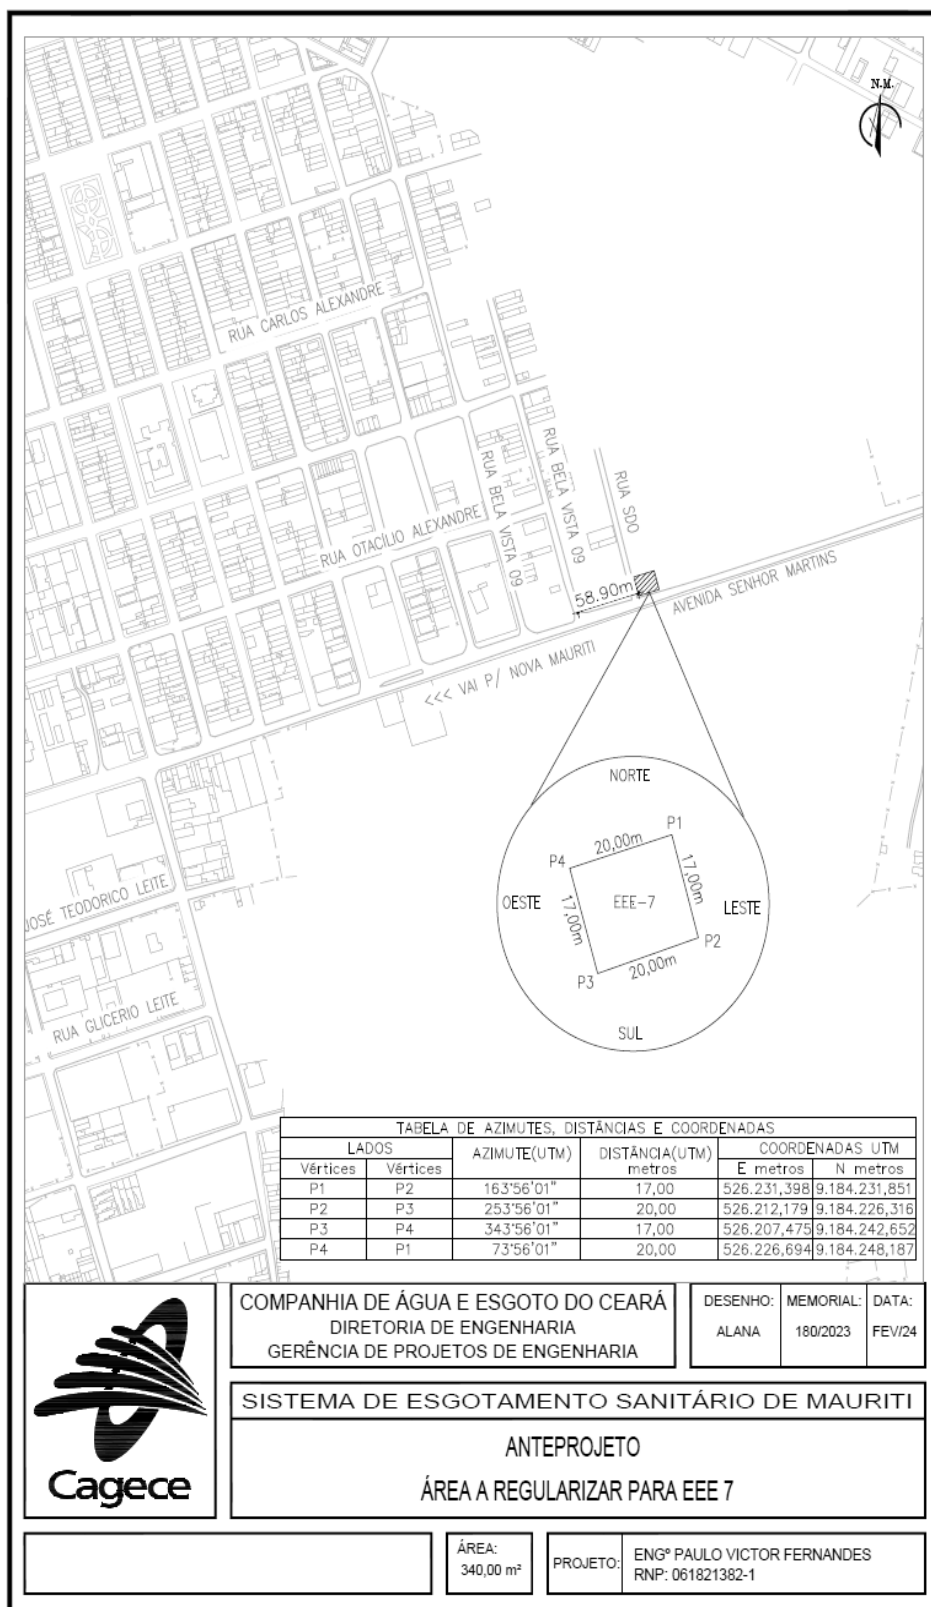 N.M.
RUA CARLOS ALEXANDRE
RUA BELA VISTA 09
RUA BELA VISTA 09
RUA SDO
RUA OTACÍLIO ALEXANDRE
58.90m
AVENIDA SENHOR MARTINS
<<< VAI P/ NOVA MAURITI
NORTE
P1
20,00m
P4
17,00m
OESTE
17,00m
EEE-7
LESTE
P2
20,00m
P3
SUL
JOSÉ TEODORICO LEITE
RUA GLICERIO LEITE
TABELA DE AZIMUTES, DISTÂNCIAS E COORDENADAS
LADOS AZIMUTE(UTM) DISTÂNCIA(UTM) metros COORDENADAS UTM
Vértices Vértices E metros N metros
P1 P2 163°56'01" 17,00 526.231,398 9.184.231,851
P2 P3 253°56'01" 20,00 526.212,179 9.184.226,316
P3 P4 343°56'01" 17,00 526.207,475 9.184.242,652
P4 P1 73°56'01" 20,00 526.226,694 9.184.248,187
Cagece
COMPANHIA DE ÁGUA E ESGOTO DO CEARÁ
DIRETORIA DE ENGENHARIA
GERÊNCIA DE PROJETOS DE ENGENHARIA
DESENHO: MEMORIAL: DATA:
ALANA 180/2023 FEV/24
SISTEMA DE ESGOTAMENTO SANITÁRIO DE MAURITI
ANTEPROJETO
ÁREA A REGULARIZAR PARA EEE 7
ÁREA:
340,00 m²
PROJETO:
ENGº PAULO VICTOR FERNANDES
RNP: 061821382-1